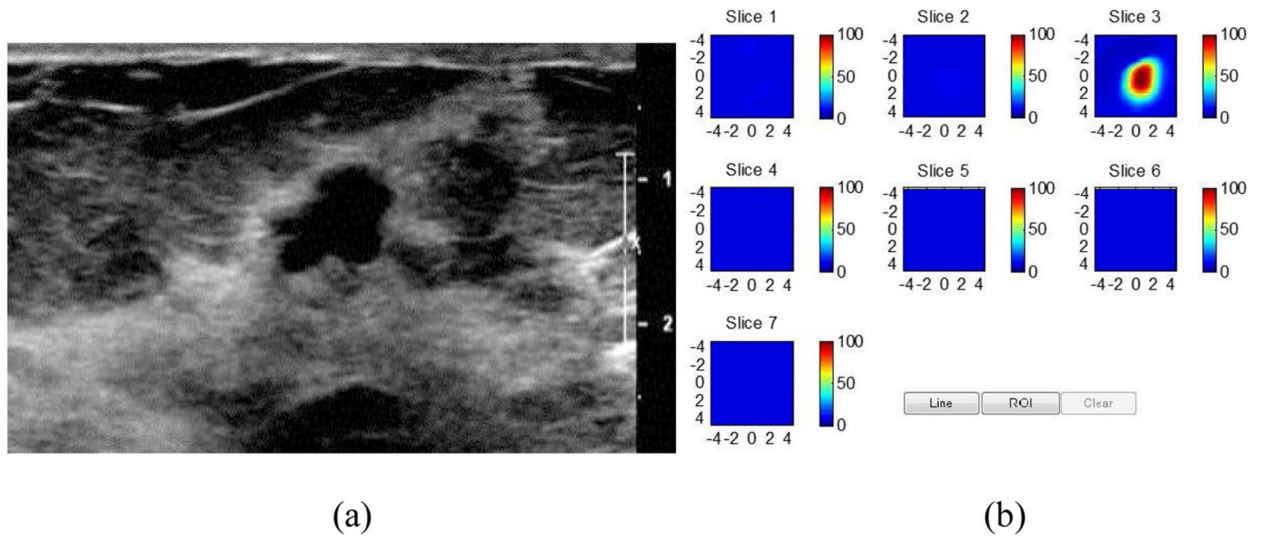 Slice 1 Slice 2 Slice 3
-4 100 -4 100 -4 100
-2 -2 -2
0 50 0 50 0 50
2 2 2
4 0 4 0 4 0
-4 -2 0 2 4 -4 -2 0 2 4 -4 -2 0 2 4
Slice 4 Slice 5 Slice 6
-4 100 -4 100 -4 100
-2 -2 -2
0 50 0 50 0 50
2 2 2
4 0 4 0 4 0
-4 -2 0 2 4 -4 -2 0 2 4 -4 -2 0 2 4
Slice 7
-4 100
-2
0 50
2
4 0
-4 -2 0 2 4
Line ROI Clear
1
2
(a) (b)